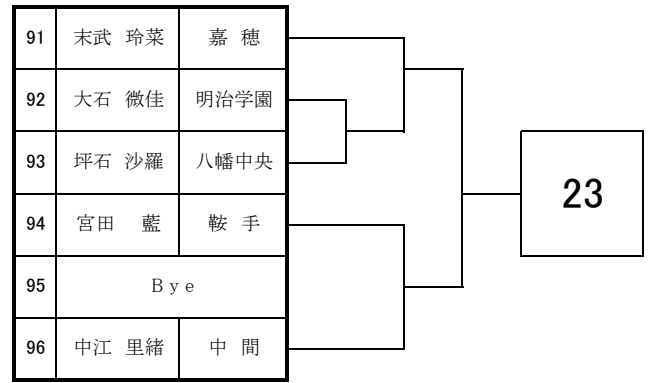 91 末武 玲菜 嘉 穂
92 大石 微佳 明治学園
93 坪石 沙羅 八幡中央
94 宮田 藍 鞍 手
95 Bye
96 中江 里緒 中 間
23